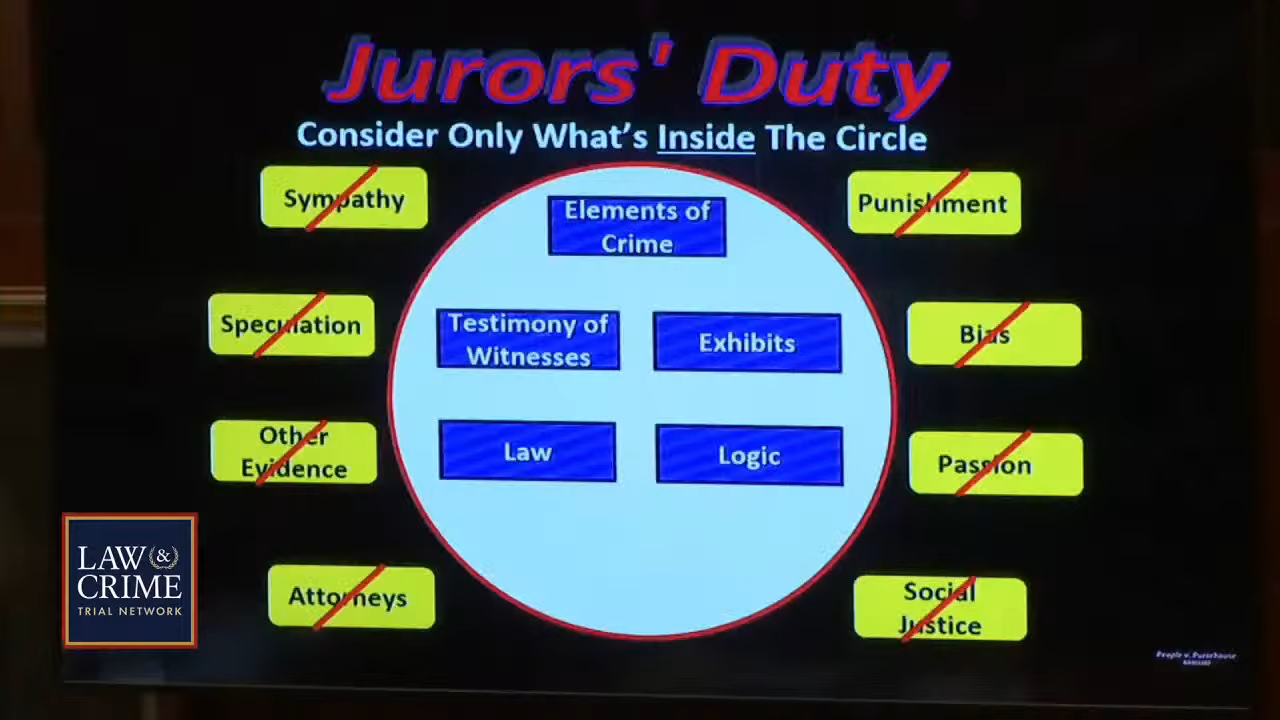 Jurors' Duty
Consider Only What's Inside The Circle
Sympathy
Punishment
Elements of
Crime
Speculation
Testimony of
Witnesses
Exhibits
Bias
Other
Evidence
Law
Logic
Passion
Attorneys
Social
Justice
LAW &
CRIME
TRIAL NETWORK
People v.